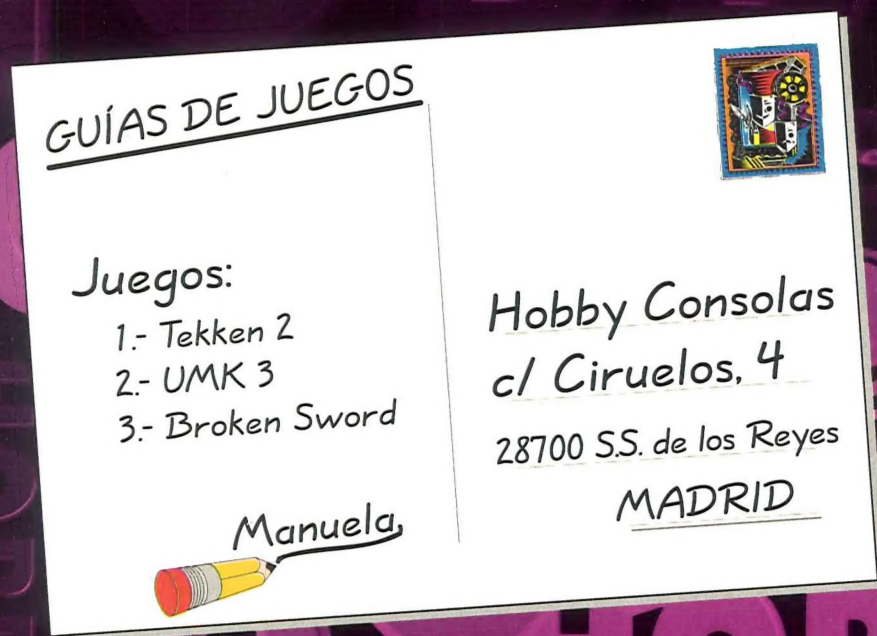 GUÍAS DE JUEGOS
Juegos:
1.- Tekken 2
2.- UMK 3
3.- Broken Sword
Manuela,
Hobby Consolas
c/ Ciruelos, 4
28700 S.S. de los Reyes
MADRID